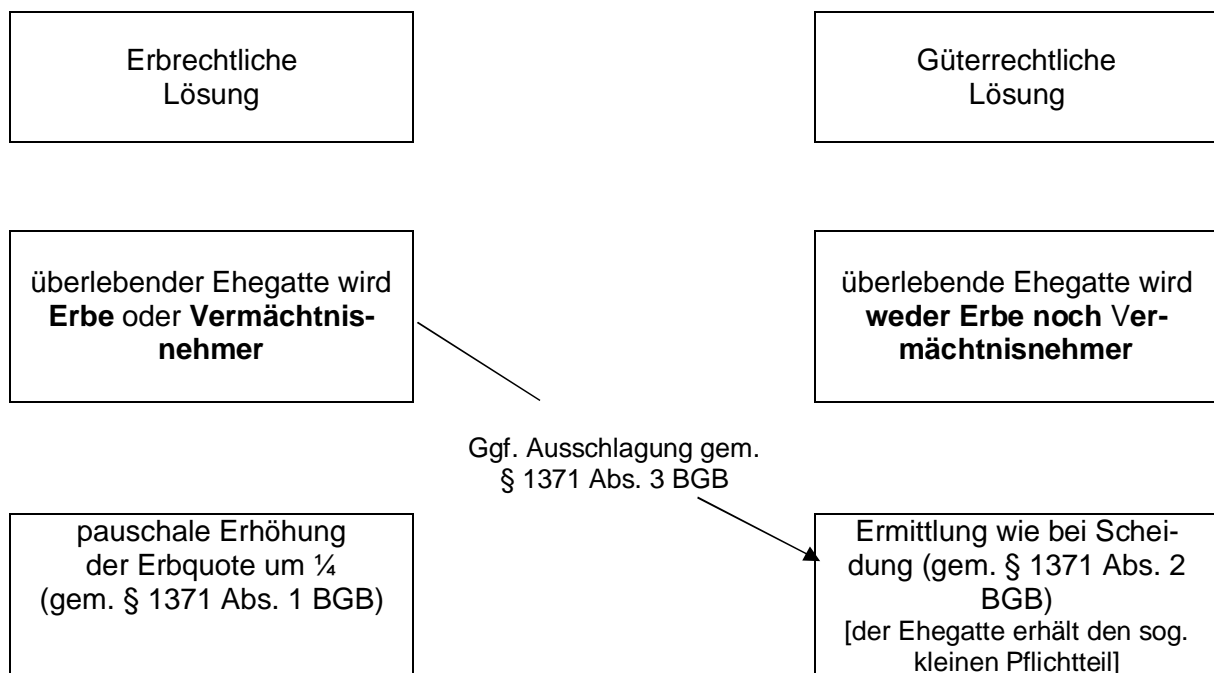 Erbrechtliche
Lösung
Güterrechtliche
Lösung
überlebender Ehegatte wird
Erbe oder Vermächtnis-
nehmer
überlebende Ehegatte wird
weder Erbe noch Ver-
mächtnisnehmer
Ggf. Ausschlagung gem.
§ 1371 Abs. 3 BGB
pauschale Erhöhung
der Erbquote um ¼
(gem. § 1371 Abs. 1 BGB)
Ermittlung wie bei Schei-
dung (gem. § 1371 Abs. 2
BGB)
[der Ehegatte erhält den sog.
kleinen Pflichtteil]